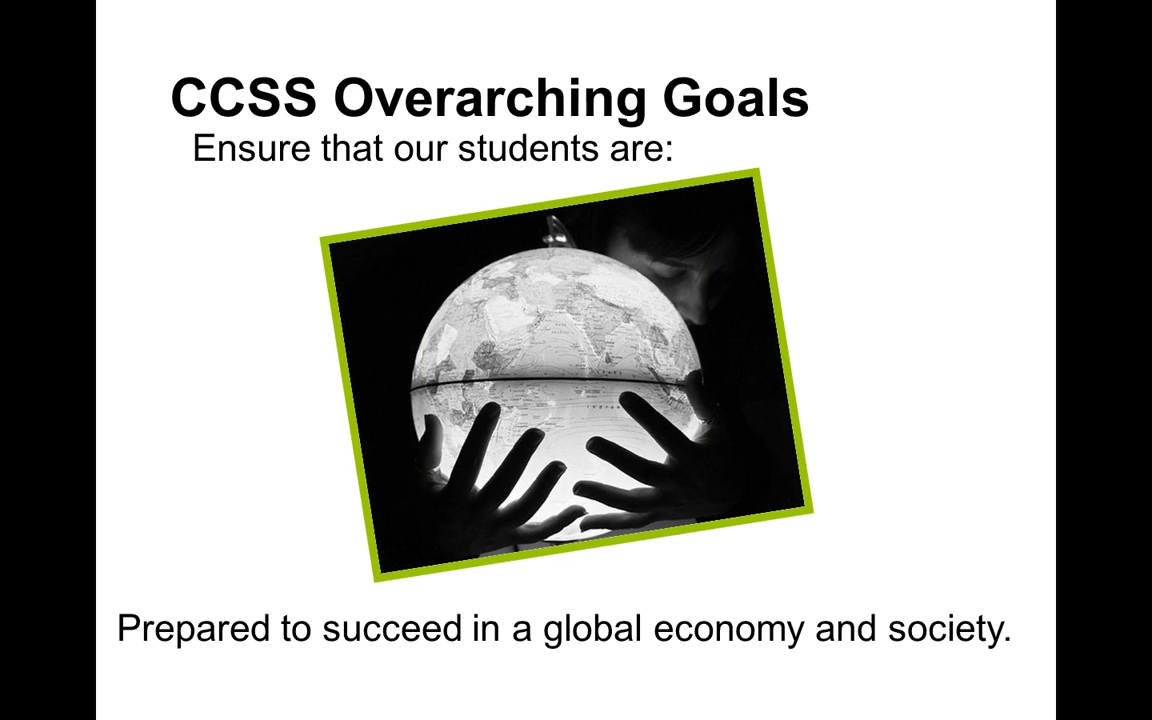 CCSS Overarching Goals
Ensure that our students are:
Prepared to succeed in a global economy and society.